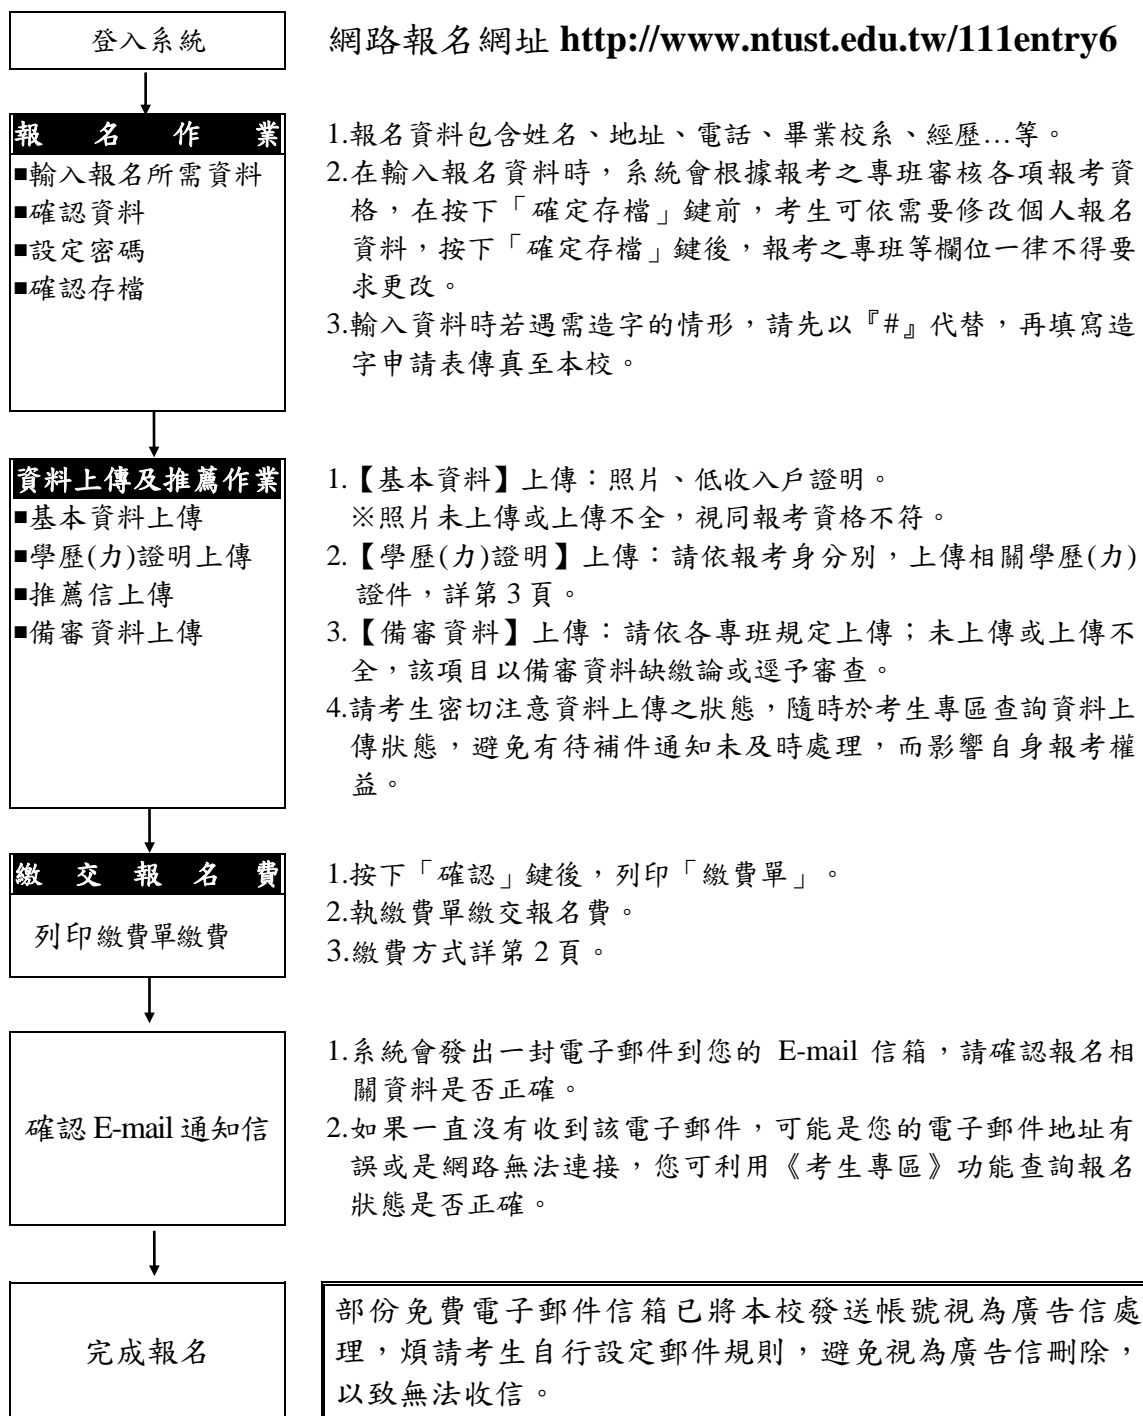 登入系統
網路報名網址 http://www.ntust.edu.tw/111entry6
報名作業
■輸入報名所需資料
■確認資料
■設定密碼
■確認存檔
1.報名資料包含姓名、地址、電話、畢業校系、經歷…等。
2.在輸入報名資料時，系統會根據報考之專班審核各項報考資
格，在按下「確定存檔」鍵前，考生可依需要修改個人報名
資料，按下「確定存檔」鍵後，報考之專班等欄位一律不得要
求更改。
3.輸入資料時若遇需造字的情形，請先以『#』代替，再填寫造
字申請表傳真至本校。
資料上傳及推薦作業
■基本資料上傳
■學歷(力)證明上傳
■推薦信上傳
■備審資料上傳
1.【基本資料】上傳：照片、低收入戶證明。
※照片未上傳或上傳不全，視同報考資格不符。
2.【學歷(力)證明】上傳：請依報考身分別，上傳相關學歷(力)
證件，詳第 3 頁。
3.【備審資料】上傳：請依各專班規定上傳；未上傳或上傳不
全，該項目以備審資料缺繳論或逕予審查。
4.請考生密切注意資料上傳之狀態，隨時於考生專區查詢資料上
傳狀態，避免有待補件通知未及時處理，而影響自身報考權
益。
繳交報名費
列印繳費單繳費
1.按下「確認」鍵後，列印「繳費單」。
2.執繳費單繳交報名費。
3.繳費方式詳第 2 頁。
確認 E-mail 通知信
1.系統會發出一封電子郵件到您的 E-mail 信箱，請確認報名相
關資料是否正確。
2.如果一直沒有收到該電子郵件，可能是您的電子郵件地址有
誤或是網路無法連接，您可利用《考生專區》功能查詢報名
狀態是否正確。
完成報名
部份免費電子郵件信箱已將本校發送帳號視為廣告信處
理，煩請考生自行設定郵件規則，避免視為廣告信刪除，
以致無法收信。